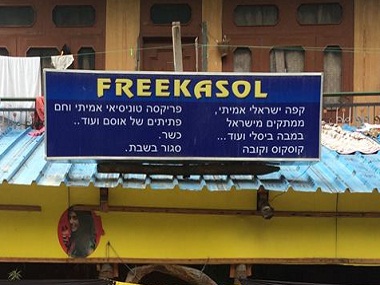 FREEKASOL
קפה ישראלי אמיתי,
ממתקים מישראל
במבה ביסלי ועוד...
קוסקוס וקובה
פריקסה טוניסאי אמיתי וחם
פתיתים של אוסם ועוד..
כשר.
סגור בשבת.